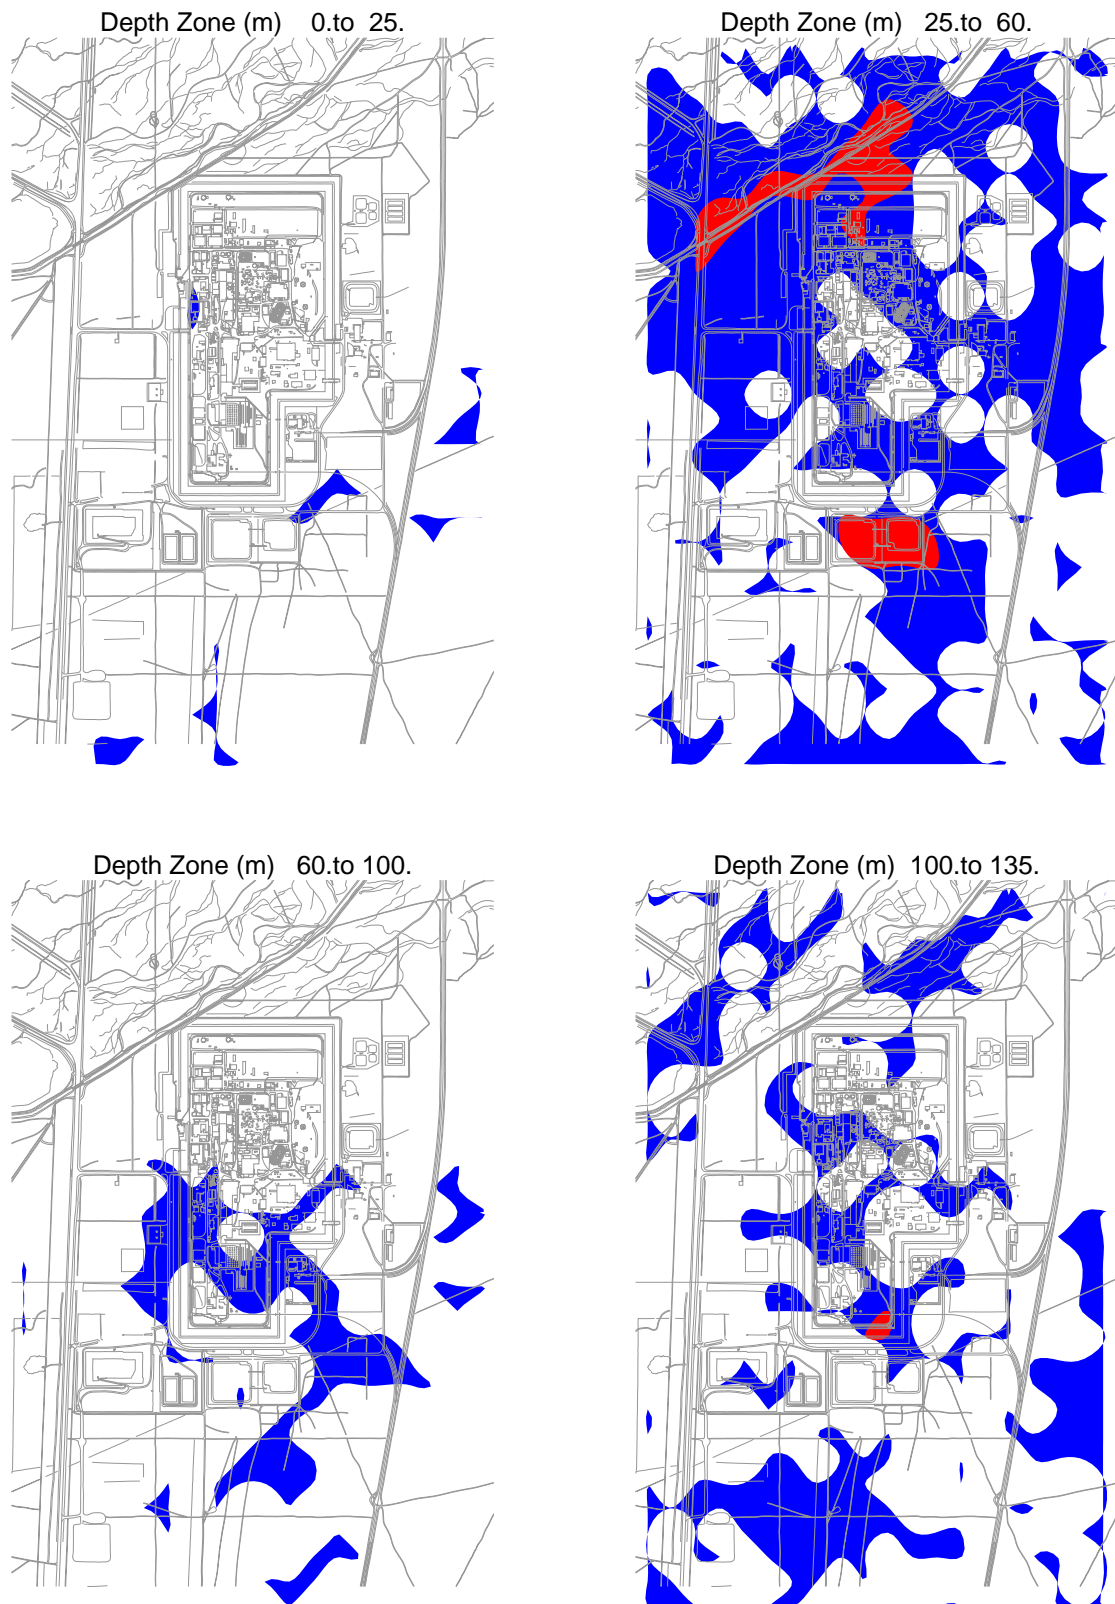 Depth Zone (m) 0.to 25.
Depth Zone (m) 25.to 60.
Depth Zone (m) 60.to 100.
Depth Zone (m) 100.to 135.